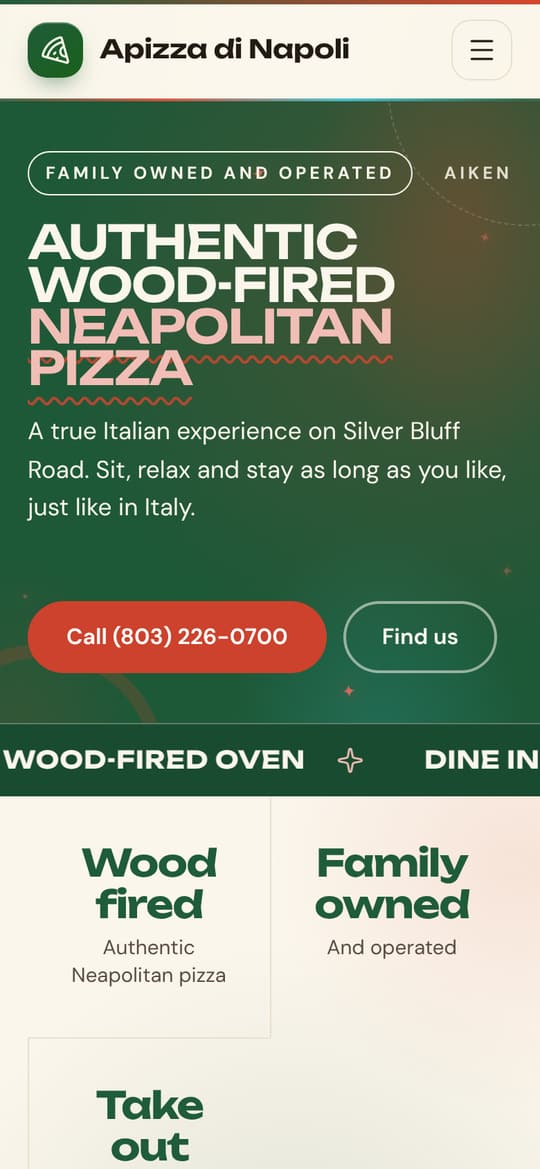 Apizza di Napoli
FAMILY OWNED AND OPERATED
AIKEN
AUTHENTIC
WOOD-FIRED
NEAPOLITAN
PIZZA
A true Italian experience on Silver Bluff
Road. Sit, relax and stay as long as you like,
just like in Italy.
Call (803) 226-0700
Find us
WOOD-FIRED OVEN
DINE IN
Wood
fired
Authentic
Neapolitan pizza
Family
owned
And operated
Take
out